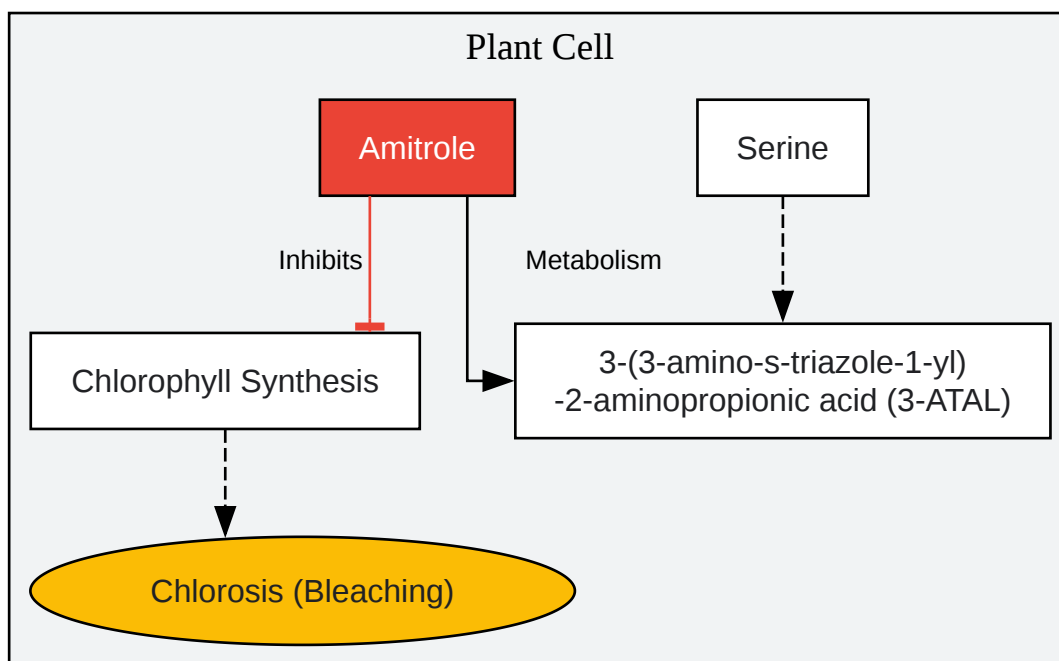 Plant Cell
Amitrole
Serine
Inhibits
Metabolism
Chlorophyll Synthesis
3-(3-amino-s-triazole-1-yl)
-2-aminopropionic acid (3-ATAL)
Chlorosis (Bleaching)